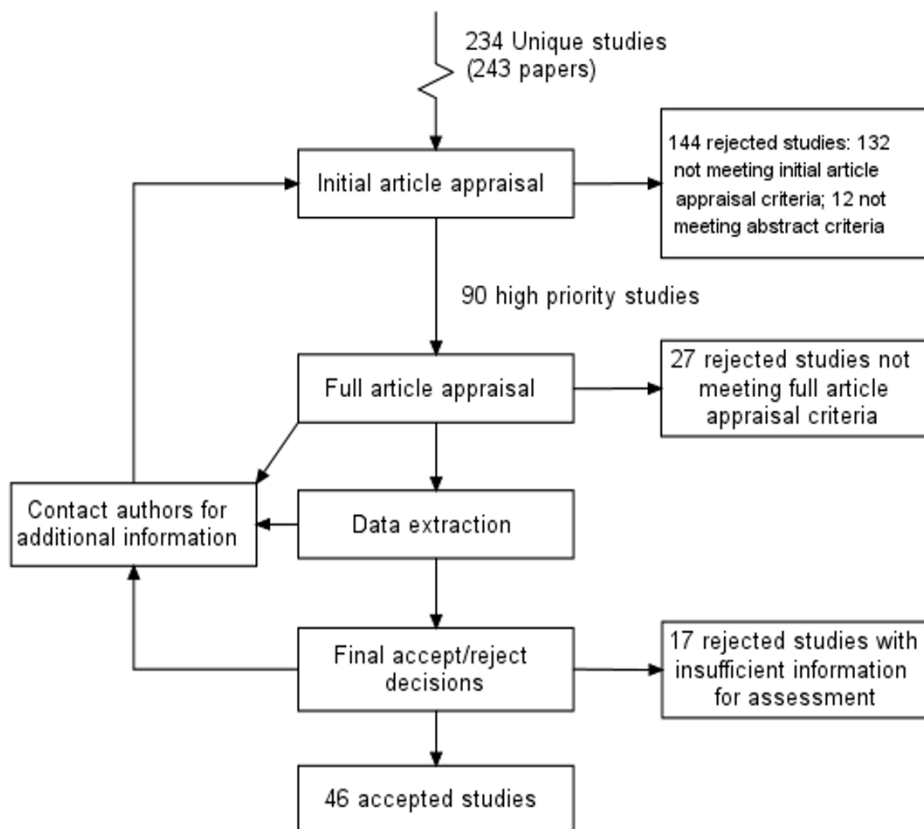 234 Unique studies
(243 papers)
Initial article appraisal
144 rejected studies: 132
not meeting initial article
appraisal criteria; 12 not
meeting abstract criteria
90 high priority studies
Full article appraisal
27 rejected studies not
meeting full article
appraisal criteria
Contact authors for
additional information
Data extraction
Final accept/reject
decisions
17 rejected studies with
insufficient information
for assessment
46 accepted studies